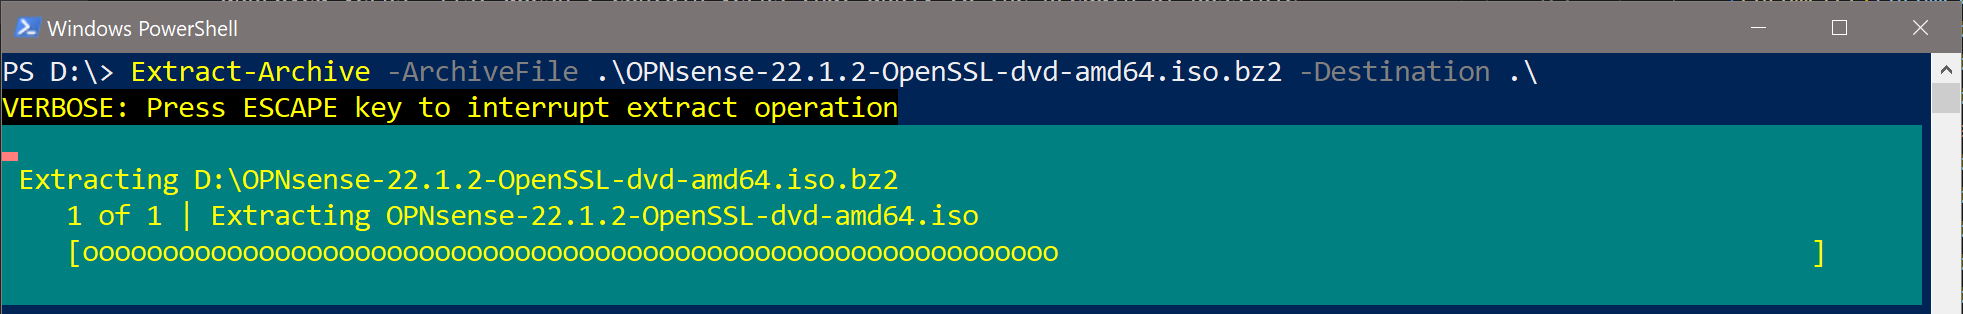 Windows PowerShell
PS D:\> Extract-Archive -ArchiveFile .\OPNsense-22.1.2-OpenSSL-dvd-amd64.iso.bz2 -Destination .\
VERBOSE: Press ESCAPE key to interrupt extract operation
Extracting D:\OPNsense-22.1.2-OpenSSL-dvd-amd64.iso.bz2
1 of 1 | Extracting OPNsense-22.1.2-OpenSSL-dvd-amd64.iso
[ooooooooooooooooooooooooooooooooooooooooooooooooooooooooooooo ]